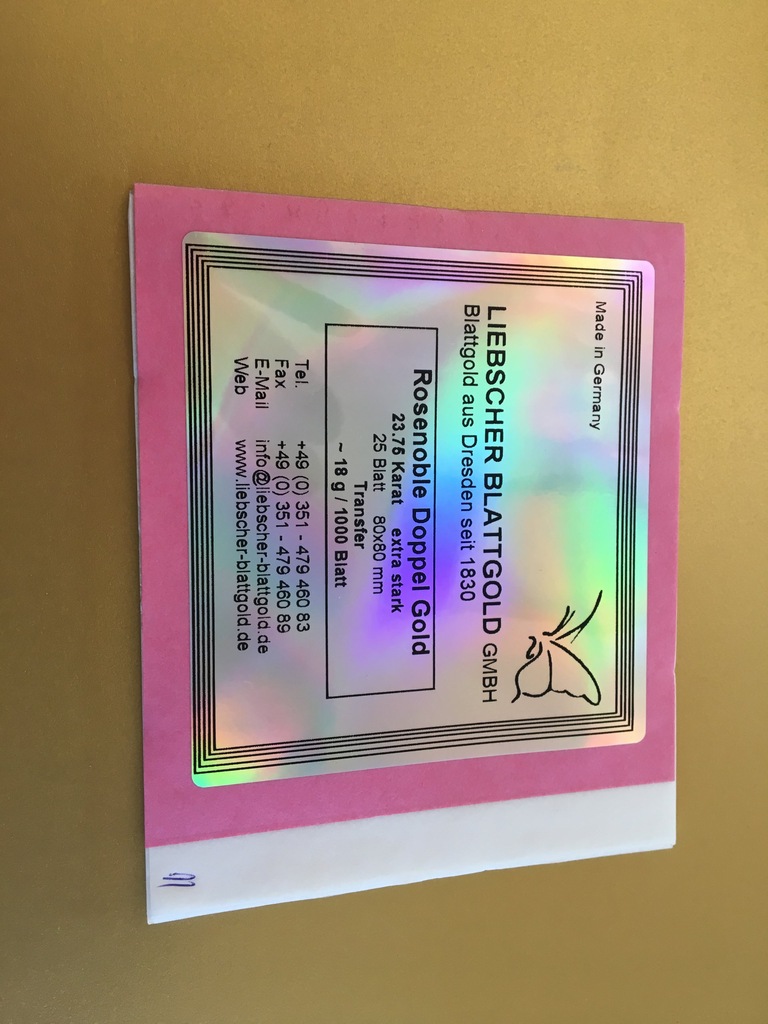 Made in Germany
LIEBSCHER BLATTGOLD GMBH
Blattgold aus Dresden seit 1830
Rosenoble Doppel Gold
23.75 Karat extra stark
25 Blatt 80x80 mm
Transfer
~ 18 g / 1000 Blatt
Tel. +49 (0) 351 - 479 460 83
Fax +49 (0) 351 - 479 460 89
E-Mail info@liebscher-blattgold.de
Web www.liebscher-blattgold.de